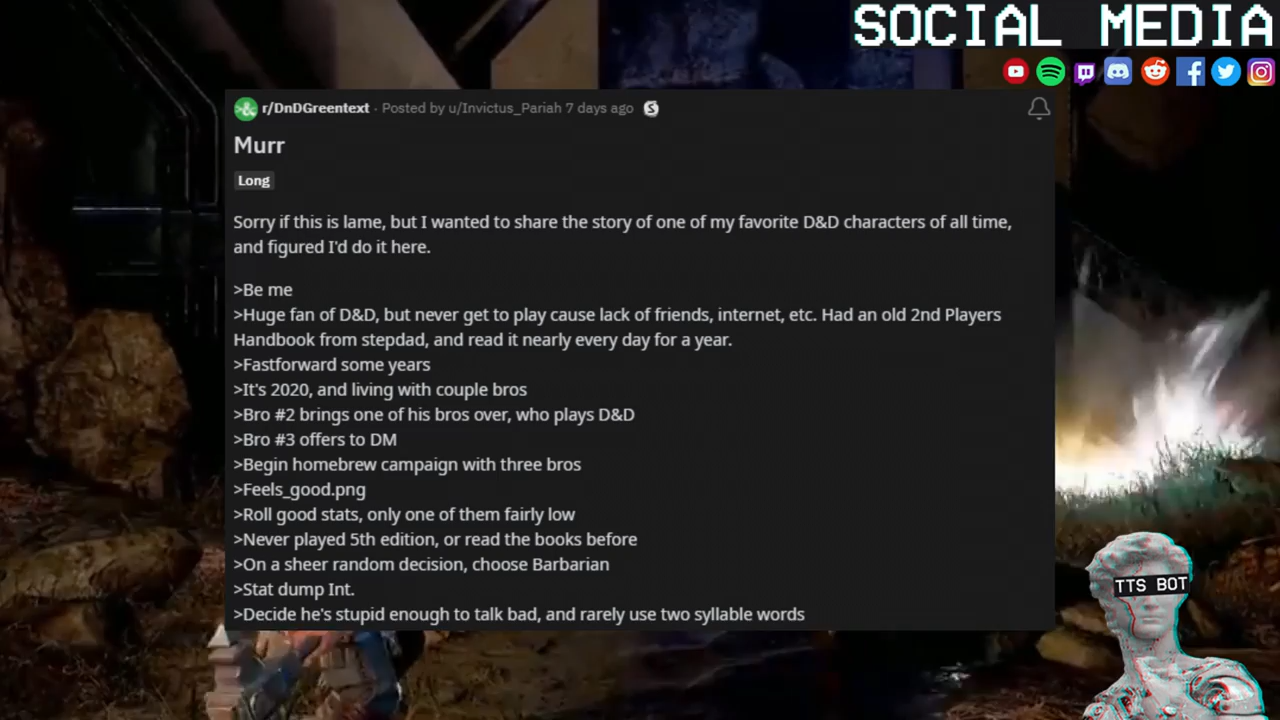 SOCIAL MEDIA
r/DnDGreentext · Posted by u/Invictus_Pariah 7 days ago
Murr
Long
Sorry if this is lame, but I wanted to share the story of one of my favorite D&D characters of all time,
and figured I'd do it here.
>Be me
>Huge fan of D&D, but never get to play cause lack of friends, internet, etc. Had an old 2nd Players
Handbook from stepdad, and read it nearly every day for a year.
>Fastforward some years
>It's 2020, and living with couple bros
>Bro #2 brings one of his bros over, who plays D&D
>Bro #3 offers to DM
>Begin homebrew campaign with three bros
>Feels_good.png
>Roll good stats, only one of them fairly low
>Never played 5th edition, or read the books before
>On a sheer random decision, choose Barbarian
>Stat dump Int.
>Decide he's stupid enough to talk bad, and rarely use two syllable words
TTS BOT